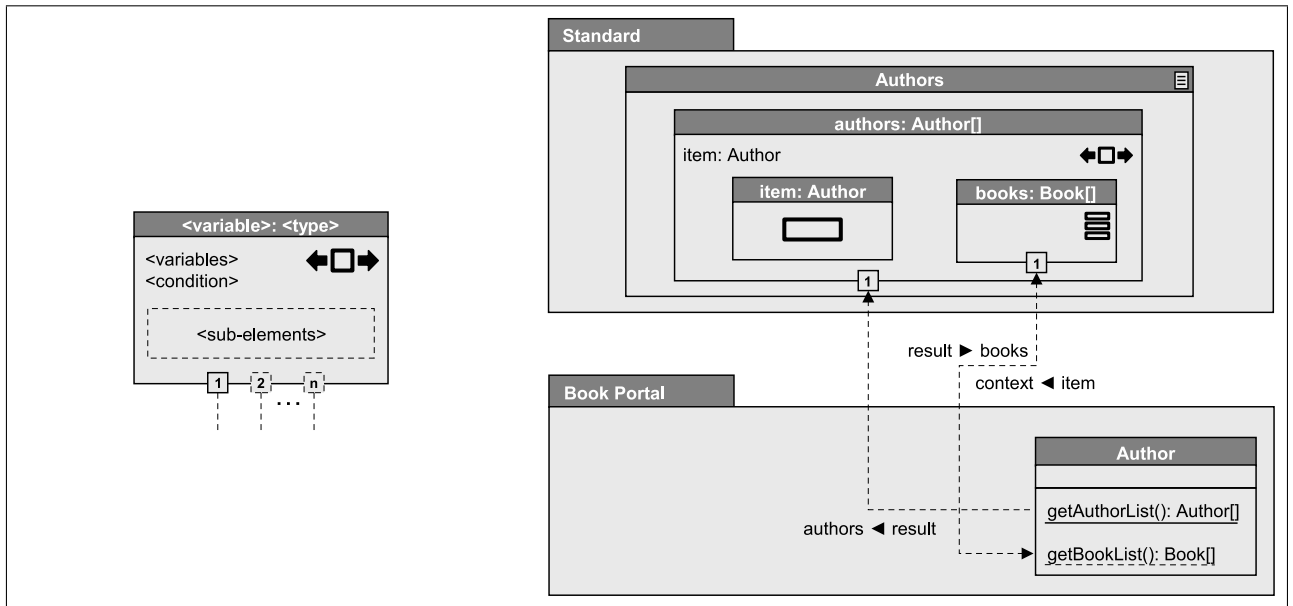 <variable>: <type>
<variables>
<condition>
<sub-elements>
1 2 n
...
Standard
Authors
authors: Author[]
item: Author
item: Author
books: Book[]
1
1
result ► books
context ◄ item
Book Portal
Author
getAuthorList(): Author[]
authors ◄ result
getBookList(): Book[]